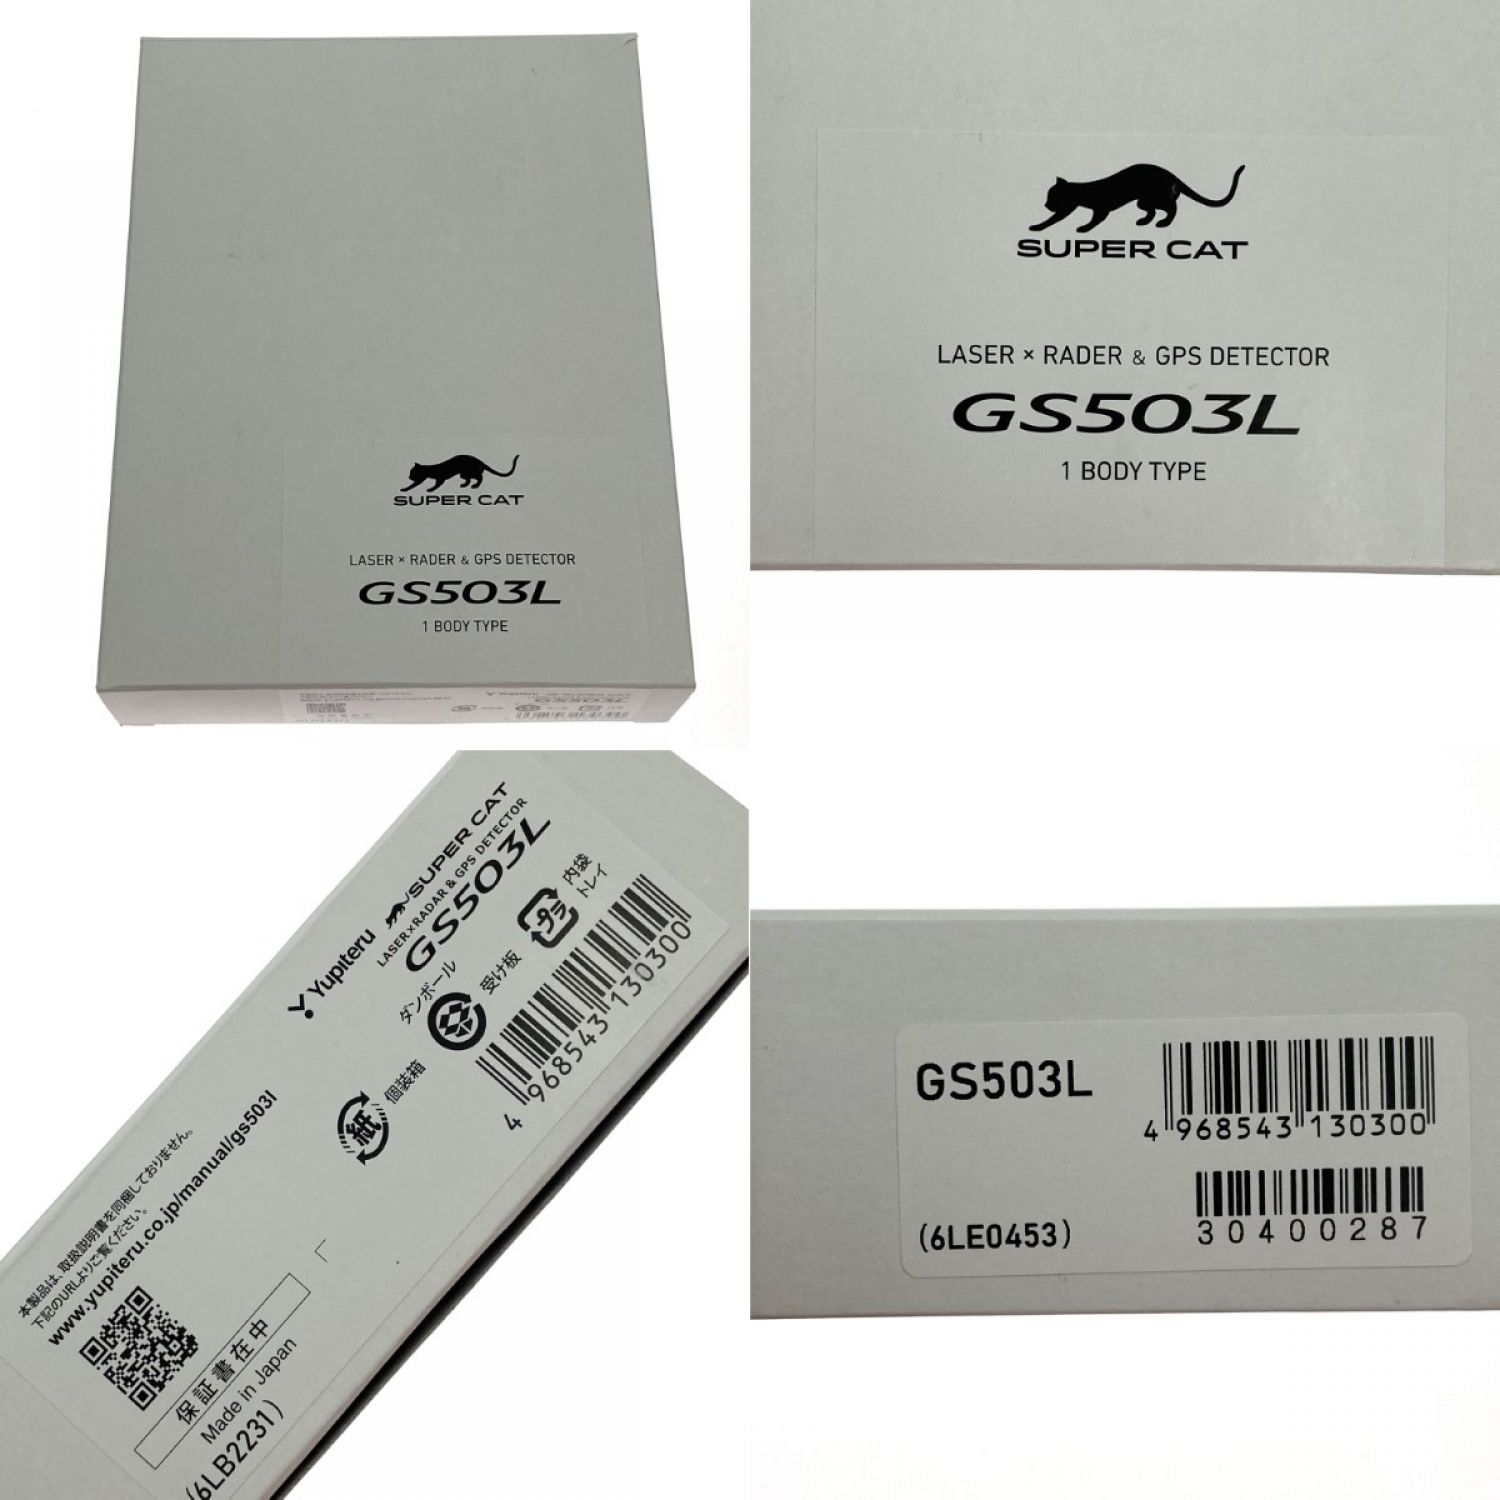 SUPER CAT
LASER × RADER & GPS DETECTOR
GS503L
1 BODY TYPE
Yupiteru
GS503L
SUPER CAT
LASER × RADER & GPS DETECTOR
GS503L
1 BODY TYPE
Yupiteru SUPER CAT
LASER×RADAR & GPS DETECTOR
GS503L
ダンボール
受け板
プラ
内袋
トレイ
紙
個装箱
4 968543 130300
本製品は、取扱説明書を同梱しておりません。
下記のURLよりご覧ください。
www.yupiteru.co.jp/manual/gs503l
保証書在中
Made in Japan
(6LB2231)
GS503L
4 968543 130300
(6LE0453)
30400287